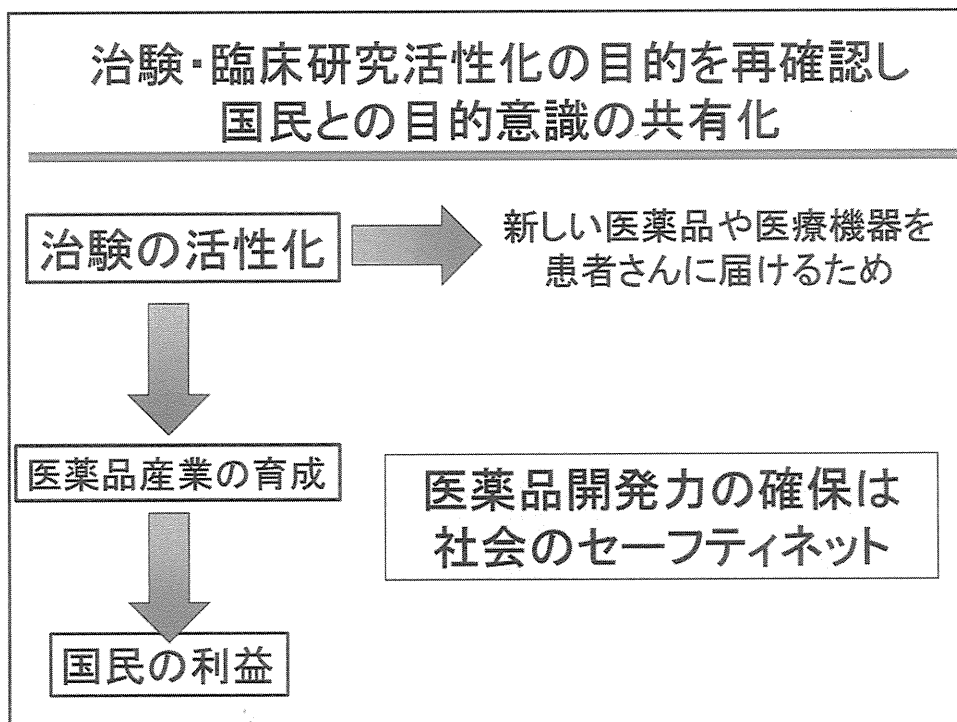 治験・臨床研究活性化の目的を再確認し
国民との目的意識の共有化
治験の活性化
新しい医薬品や医療機器を
患者さんに届けるため
医薬品産業の育成
医薬品開発力の確保は
社会のセーフティネット
国民の利益